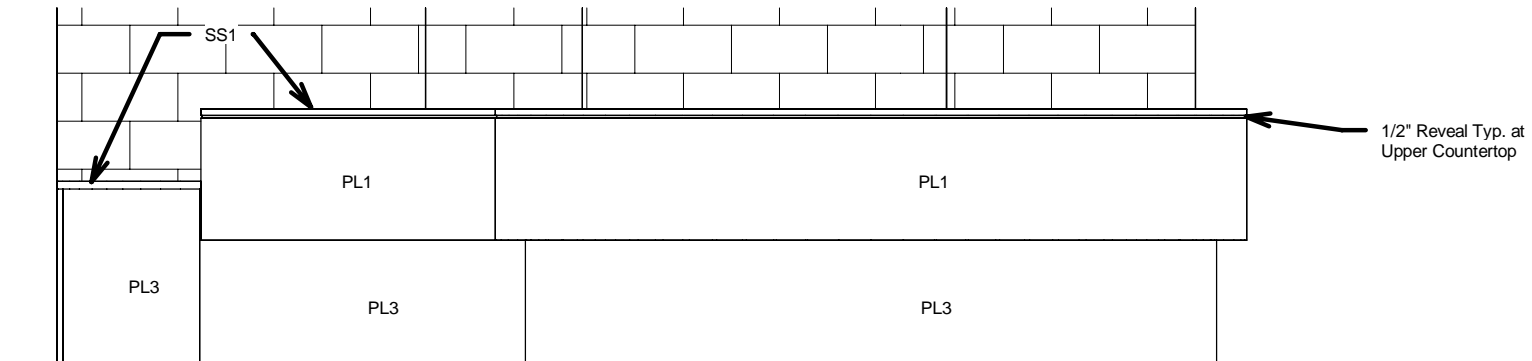 SS1
1/2" Reveal Typ. at
Upper Countertop
PL1
PL1
PL3
PL3
PL3